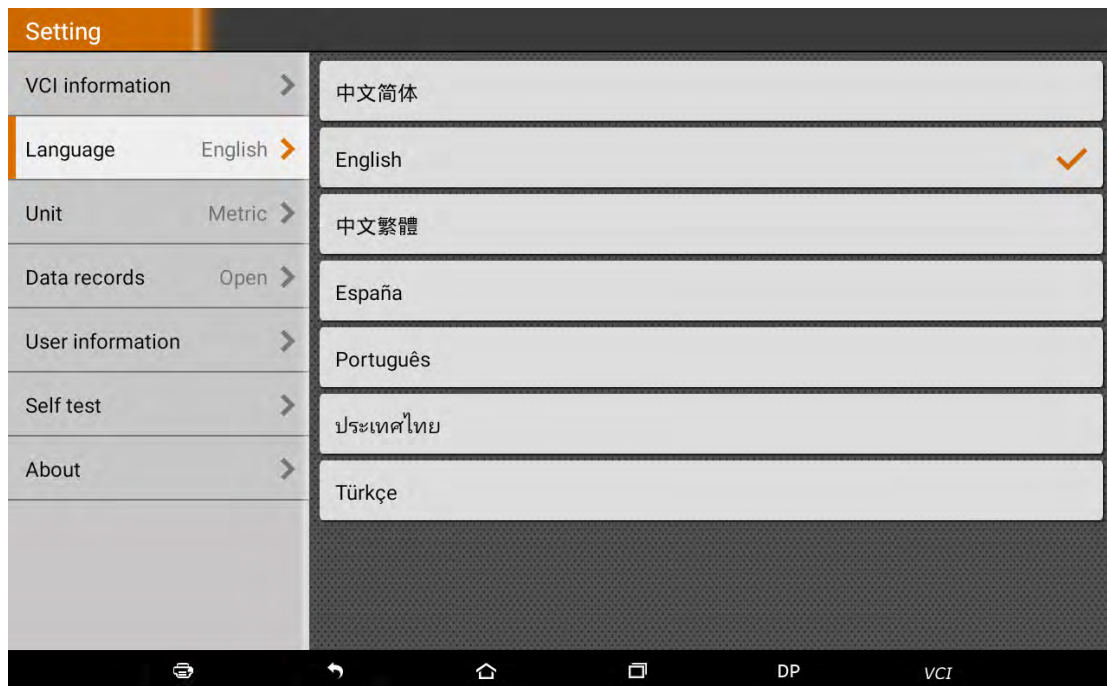 Setting
VCI information
Language English
Unit Metric
Data records Open
User information
Self test
About
中文简体
English
中文繁體
España
Português
ประเทศไทย
Türkçe
DP
VCI